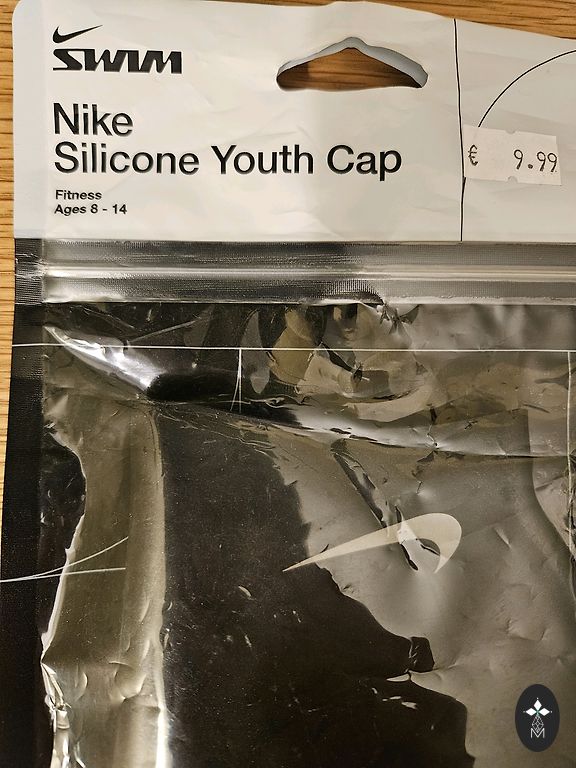 SWIM
Nike
Silicone Youth Cap
Fitness
Ages 8 - 14
€ 9.99